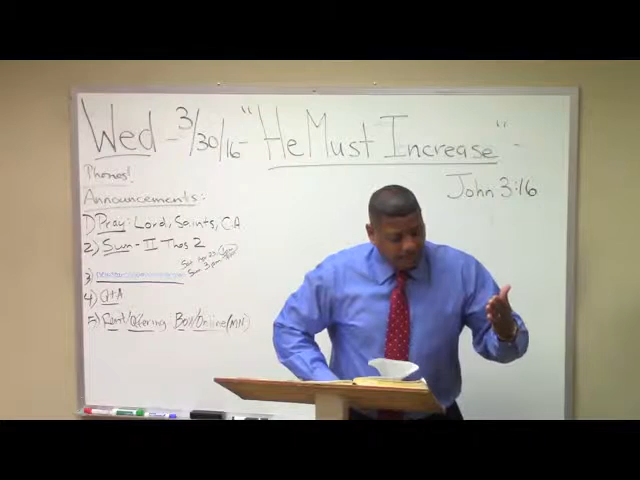 Wed - 3/30/16 - "He Must Increase" -
John 3:16
Phones!
Announcements:
1) Pray: Lord, Saints, CA
2) Sun - II Thes 2
3)
4) Q+A
5) Rent/Offering: Box/Online/(MN)